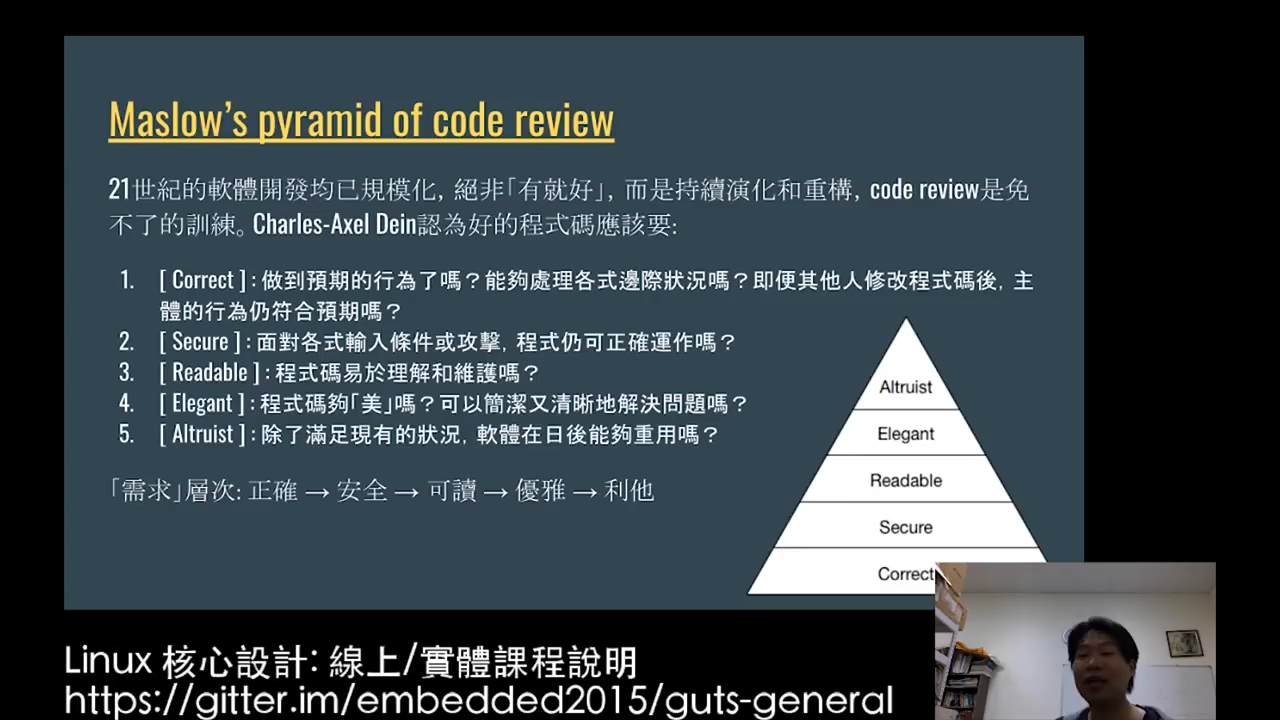 Maslow's pyramid of code review
21世紀的軟體開發均已規模化, 絕非「有就好」, 而是持續演化和重構, code review是免
不了的訓練。Charles-Axel Dein認為好的程式碼應該要:
1. [ Correct ] : 做到預期的行為了嗎？能夠處理各式邊際狀況嗎？即便其他人修改程式碼後, 主
體的行為仍符合預期嗎？
2. [ Secure ] : 面對各式輸入條件或攻擊, 程式仍可正確運作嗎？
3. [ Readable ] : 程式碼易於理解和維護嗎？
4. [ Elegant ] : 程式碼夠「美」嗎？可以簡潔又清晰地解決問題嗎？
5. [ Altruist ] : 除了滿足現有的狀況, 軟體在日後能夠重用嗎？
「需求」層次: 正確 → 安全 → 可讀 → 優雅 → 利他
Altruist
Elegant
Readable
Secure
Correct
Linux 核心設計: 線上/實體課程說明
https://gitter.im/embedded2015/guts-general